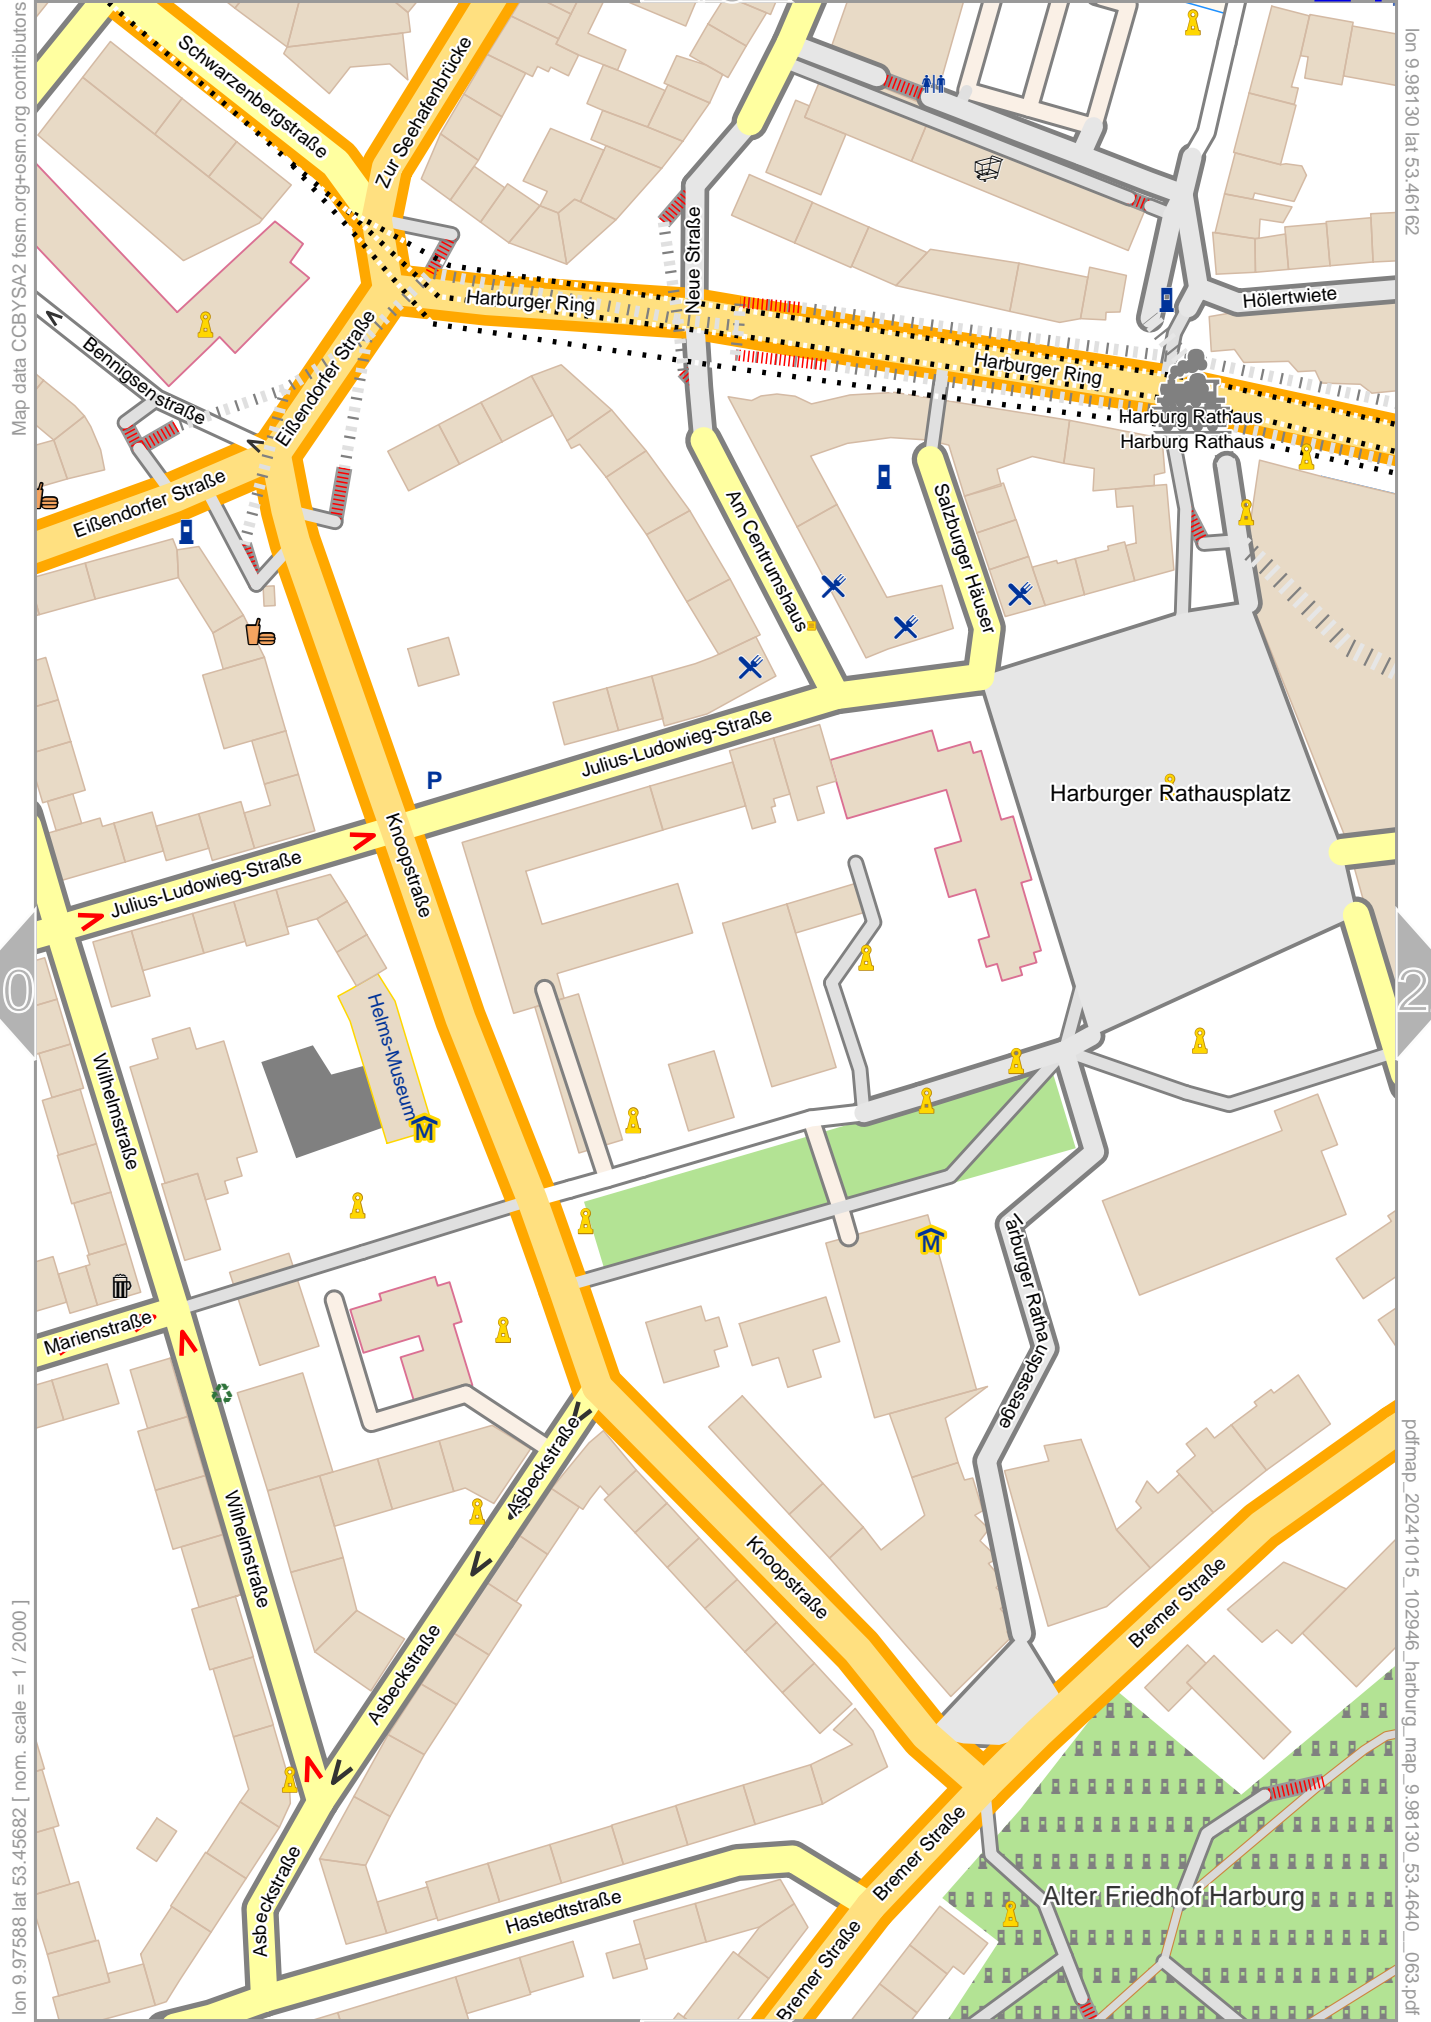 Map data CCBYSA2 fosm.org+osm.org contributors
lon 9.98130 lat 53.46162
Schwarzenbergstraße
Zur Seehafenbrücke
Neue Straße
Harburger Ring
Hölertwiete
Bennigsenstraße
Eißendorfer Straße
Harburger Ring
Harburg Rathaus
Harburg Rathaus
Eißendorfer Straße
Am Centrumshaus
Salzburger Häuser
Julius-Ludowieg-Straße
P
Harburger Rathausplatz
Knoopstraße
Julius-Ludowieg-Straße
0
2
Helms-Museum
M
Wilhelmstraße
M
arburger Ratha
uspassage
Marienstraße
Asbeckstraße
Wilhelmstraße
Knoopstraße
Bremer Straße
Asbeckstraße
Bremer Straße
Alter Friedhof Harburg
Asbeckstraße
Hastedtstraße
Bremer Straße
lon 9.97588 lat 53.45682 [ nom. scale = 1 / 2000 ]
pdfmap_20241015_102946_harburg_map_9.98130_53.4640__063.pdf